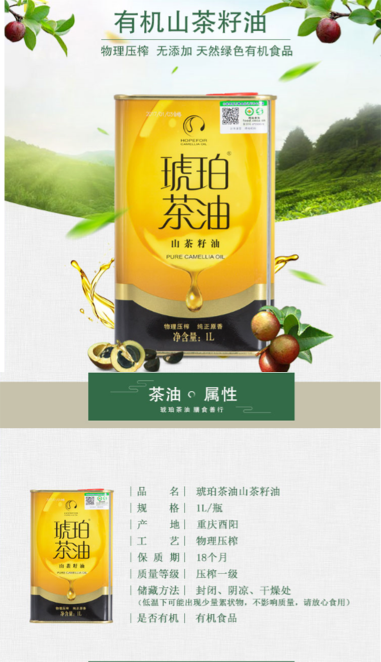 有机山茶籽油
物理压榨 无添加 天然绿色有机食品
HOPEFOR
CAMELLIA OIL
琥珀
茶油
山茶籽油
PURE CAMELLIA OIL
物理压榨 纯正原香
净含量：1L
茶油 属性
琥珀茶油 膳食善行
品 名 琥珀茶油山茶籽油
规 格 1L/瓶
产 地 重庆酉阳
工 艺 物理压榨
保 质 期 18个月
质量等级 压榨一级
储藏方法 封闭、阴凉、干燥处
（低温下可能出现少量絮状物，不影响质量，请放心食用）
是否有机 有机食品
琥珀
茶油
山茶籽油
PURE CAMELLIA OIL